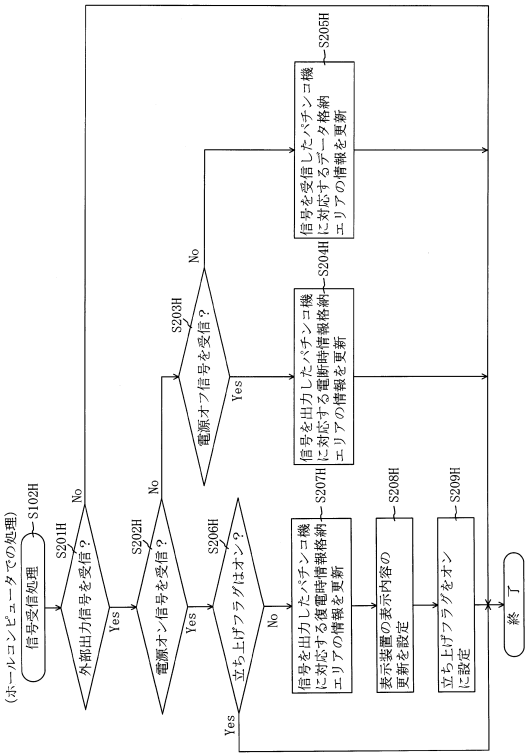 (ホールコンピュータでの処理)
信号受信処理
S102H
外部出力信号を受信？
S201H
No
Yes
電源オン信号を受信？
S202H
No
Yes
電源オフ信号を受信？
S203H
No
Yes
信号を出力したパチンコ機
に対応する電断時情報格納
エリアの情報を更新
S204H
信号を受信したパチンコ機
に対応するデータ格納
エリアの情報を更新
S205H
立ち上げフラグはオン？
S206H
Yes
No
信号を出力したパチンコ機
に対応する復電時情報格納
エリアの情報を更新
S207H
表示装置の表示内容の
更新を設定
S208H
立ち上げフラグをオン
に設定
S209H
終了